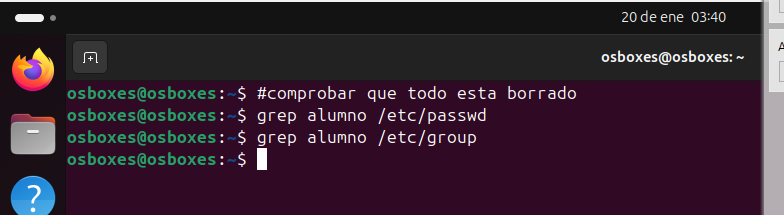 20 de ene 03:40
osboxes@osboxes: ~
osboxes@osboxes:~$ #comprobar que todo esta borrado
osboxes@osboxes:~$ grep alumno /etc/passwd
osboxes@osboxes:~$ grep alumno /etc/group
osboxes@osboxes:~$